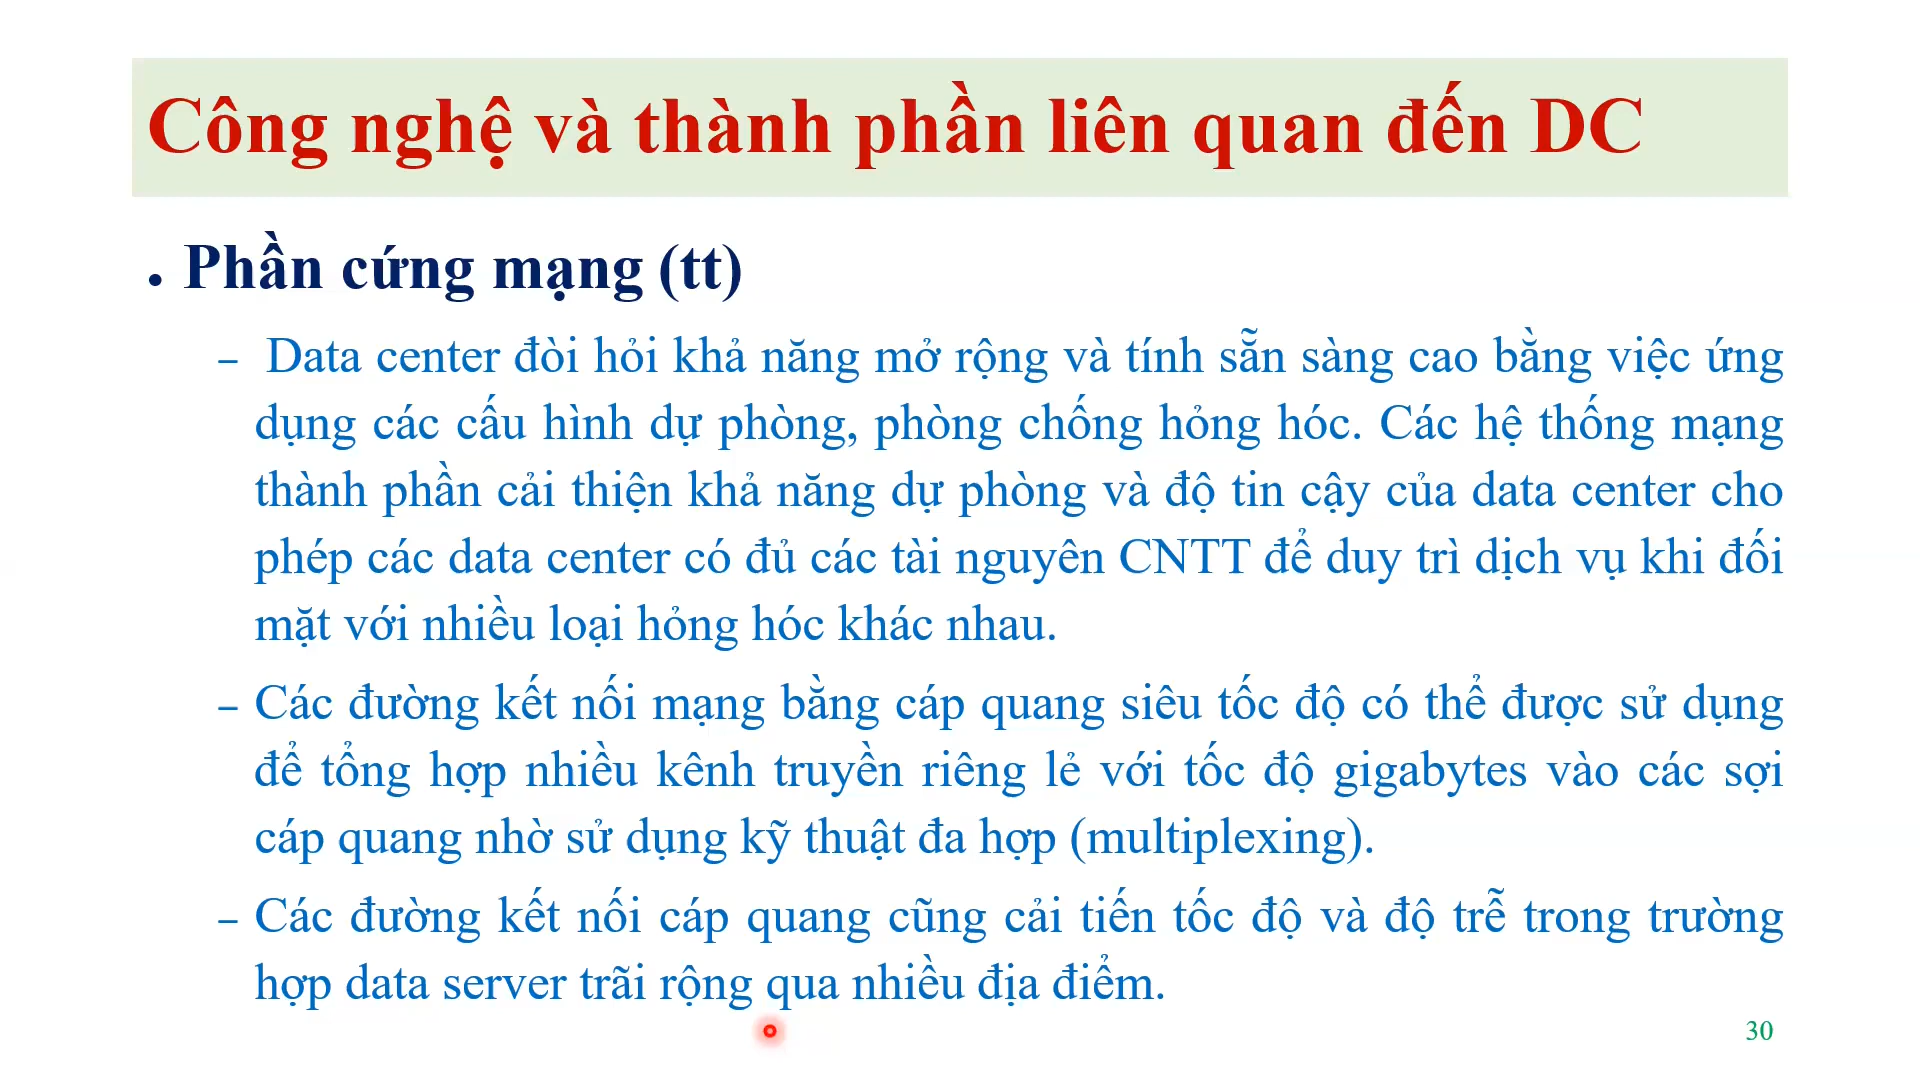 Công nghệ và thành phần liên quan đến DC
• Phần cứng mạng (tt)
– Data center đòi hỏi khả năng mở rộng và tính sẵn sàng cao bằng việc ứng
dụng các cấu hình dự phòng, phòng chống hỏng hóc. Các hệ thống mạng
thành phần cải thiện khả năng dự phòng và độ tin cậy của data center cho
phép các data center có đủ các tài nguyên CNTT để duy trì dịch vụ khi đối
mặt với nhiều loại hỏng hóc khác nhau.
– Các đường kết nối mạng bằng cáp quang siêu tốc độ có thể được sử dụng
để tổng hợp nhiều kênh truyền riêng lẻ với tốc độ gigabytes vào các sợi
cáp quang nhờ sử dụng kỹ thuật đa hợp (multiplexing).
– Các đường kết nối cáp quang cũng cải tiến tốc độ và độ trễ trong trường
hợp data server trãi rộng qua nhiều địa điểm.
30